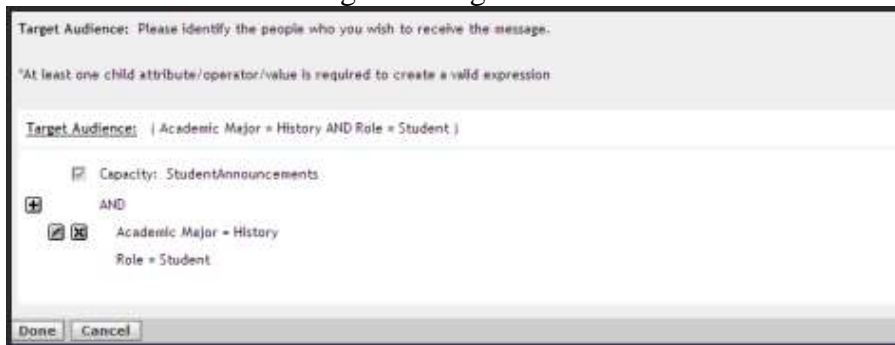 Target Audience: Please identify the people who you wish to receive the message.
*At least one child attribute/operator/value is required to create a valid expression
Target Audience: ( Academic Major = History AND Role = Student )
Capacity: StudentAnnouncements
AND
Academic Major = History
Role = Student
Done Cancel